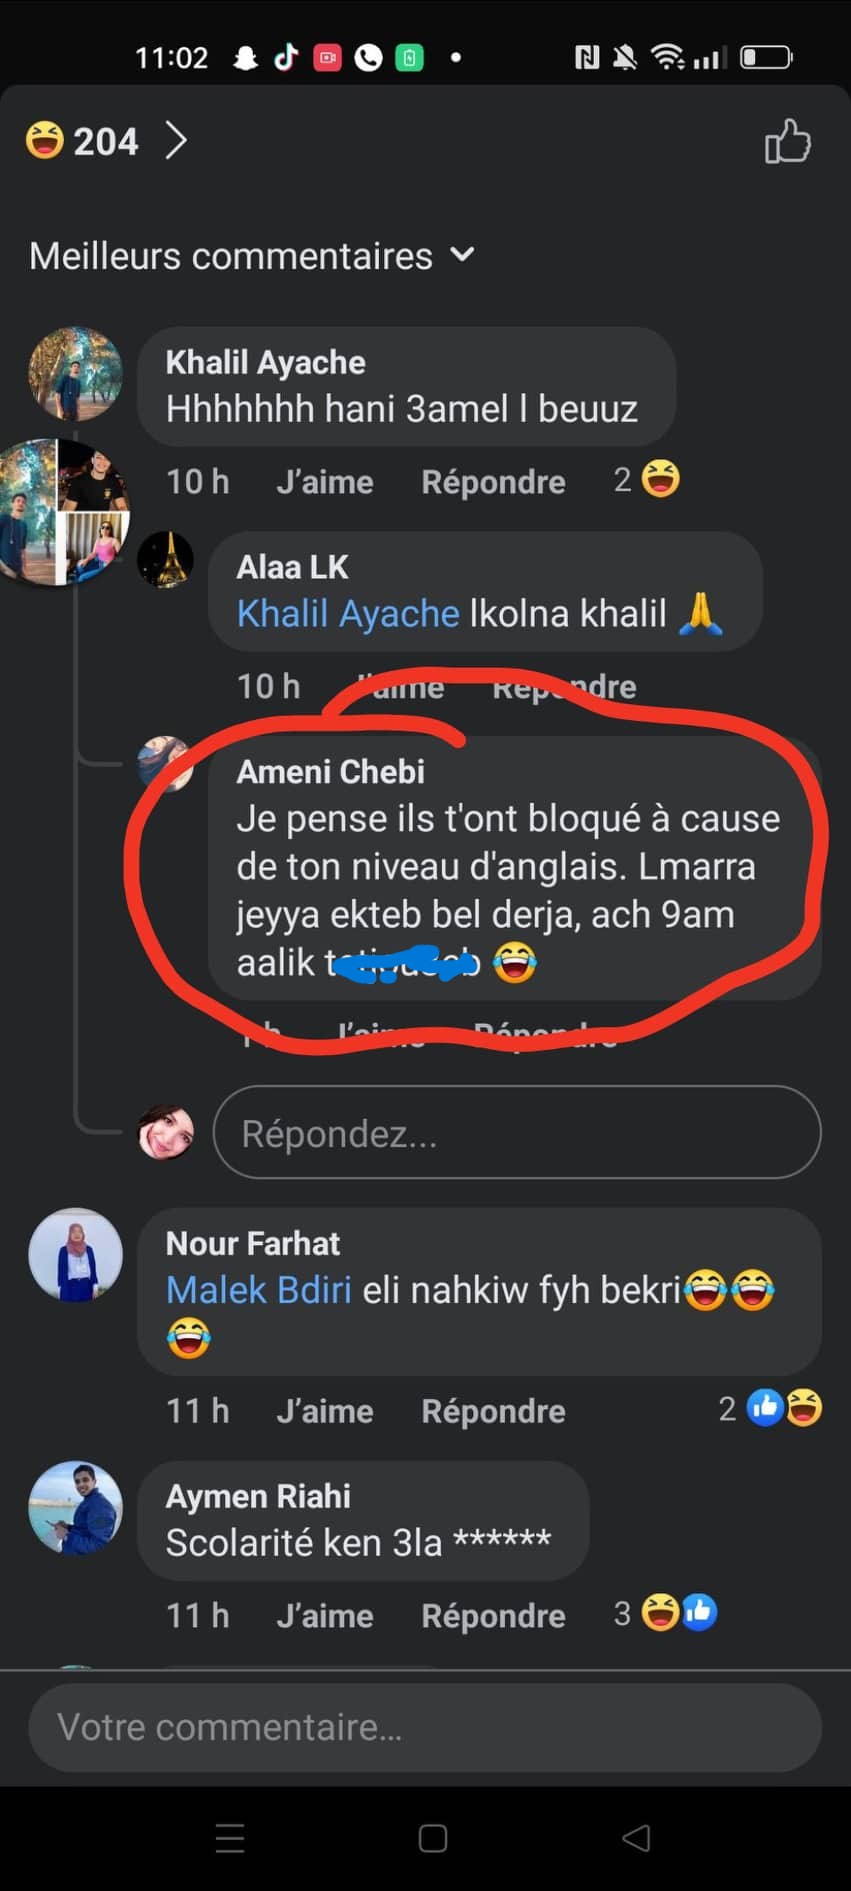 11:02
204
Meilleurs commentaires
Khalil Ayache
Hhhhhhh hani 3amel l beuuz
10 h J'aime Répondre 2
Alaa LK
Khalil Ayache lkolna khalil 🙏
10 h J'aime Répondre
Ameni Chebi
Je pense ils t'ont bloqué à cause
de ton niveau d'anglais. Lmarra
jeyya ekteb bel derja, ach 9am
aalik 😂
h J'aime Répondre
Répondez...
Nour Farhat
Malek Bdiri eli nahkiw fyh bekri😂😂
😂
11 h J'aime Répondre 2
Aymen Riahi
Scolarité ken 3la ******
11 h J'aime Répondre 3
Votre commentaire...